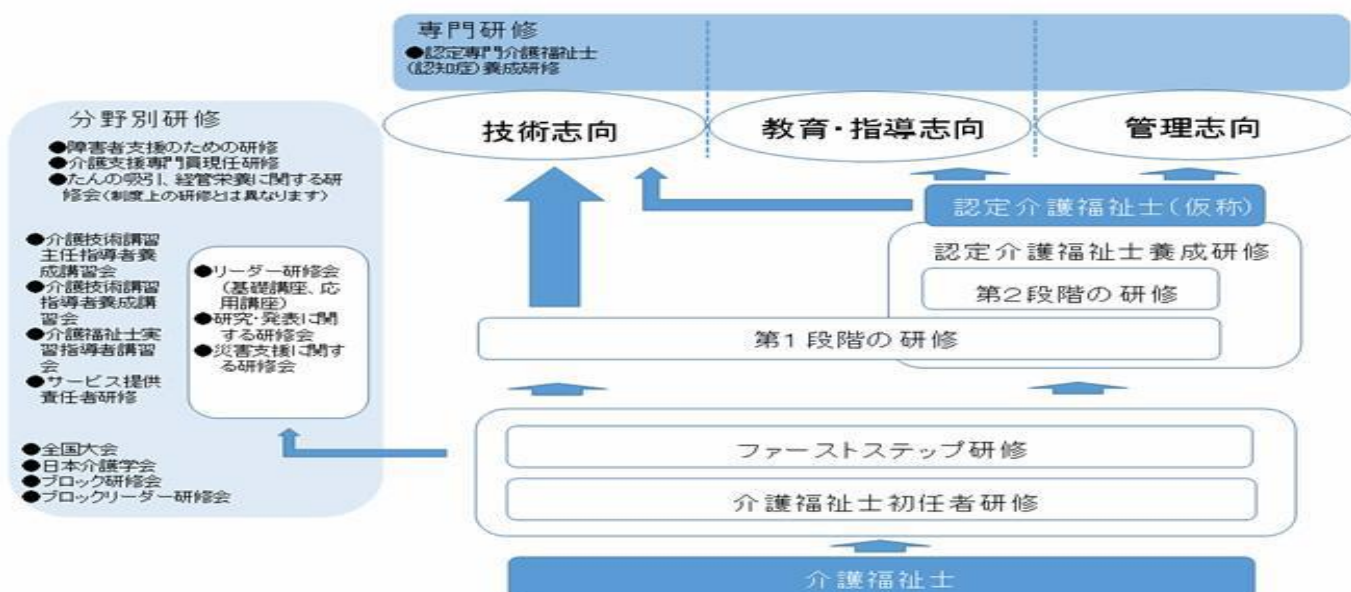 専門研修
●認定専門介護福祉士
(認知症)養成研修
技術志向
教育・指導志向
管理志向
分野別研修
●障害者支援のための研修
●介護支援専門員現任研修
●たんの吸引、経管栄養に関する研
修会(制度上の研修とは異なります)
●介護技術講習
主任指導者養
成講習会
●介護技術講習
指導者養成講
習会
●介護福祉士実
習指導者講習
会
●サービス提供
責任者研修
●リーダー研修会
(基礎講座、応
用講座)
●研究・発表に関
する研修会
●災害支援に関す
る研修会
●全国大会
●日本介護学会
●ブロック研修会
●ブロックリーダー研修会
認定介護福祉士(仮称)
認定介護福祉士養成研修
第2段階の研修
第1段階の研修
ファーストステップ研修
介護福祉士初任者研修
介護福祉士